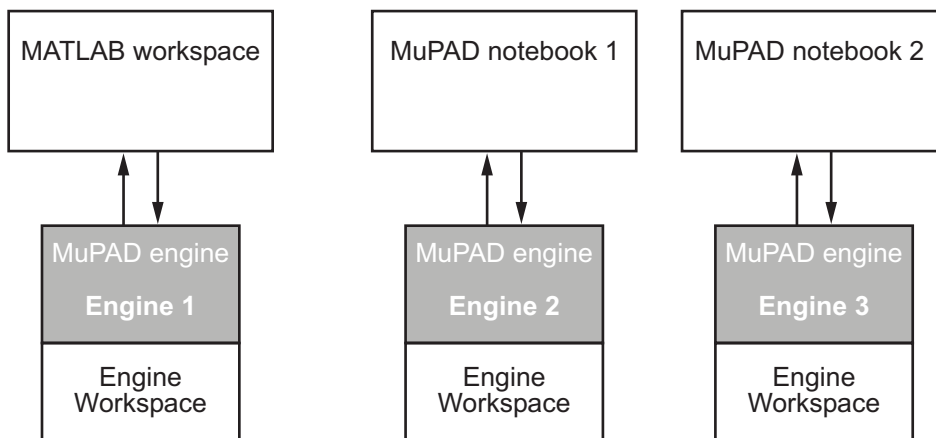 MATLAB workspace
MuPAD notebook 1
MuPAD notebook 2
MuPAD engine
Engine 1
MuPAD engine
Engine 2
MuPAD engine
Engine 3
Engine
Workspace
Engine
Workspace
Engine
Workspace